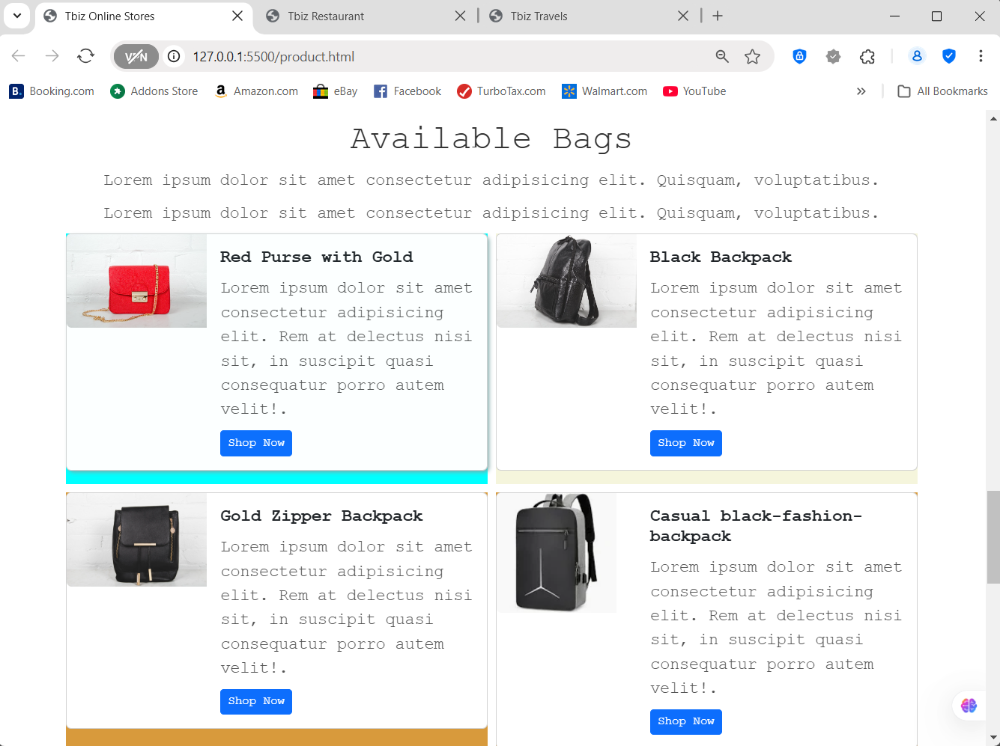 Tbiz Online Stores
Tbiz Restaurant
Tbiz Travels
VPN
127.0.0.1:5500/product.html
B. Booking.com
Addons Store
Amazon.com
eBay
Facebook
TurboTax.com
Walmart.com
YouTube
All Bookmarks
Available Bags
Lorem ipsum dolor sit amet consectetur adipisicing elit. Quisquam, voluptatibus.
Lorem ipsum dolor sit amet consectetur adipisicing elit. Quisquam, voluptatibus.
Red Purse with Gold
Lorem ipsum dolor sit amet
consectetur adipisicing
elit. Rem at delectus nisi
sit, in suscipit quasi
consequatur porro autem
velit!.
Shop Now
Black Backpack
Lorem ipsum dolor sit amet
consectetur adipisicing
elit. Rem at delectus nisi
sit, in suscipit quasi
consequatur porro autem
velit!.
Shop Now
Gold Zipper Backpack
Lorem ipsum dolor sit amet
consectetur adipisicing
elit. Rem at delectus nisi
sit, in suscipit quasi
consequatur porro autem
velit!.
Shop Now
Casual black-fashion-
backpack
Lorem ipsum dolor sit amet
consectetur adipisicing
elit. Rem at delectus nisi
sit, in suscipit quasi
consequatur porro autem
velit!.
Shop Now